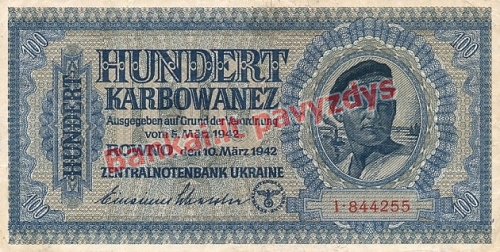 100
100
HUNDERT
KARBOWANEZ
HUNDERT
Ausgegeben auf Grund der Verordnung
vom 5. März 1942
ROWNO, den 10. März 1942
ZENTRALNOTENBANK UKRAINE
1·844255
100
100
pavyzdys